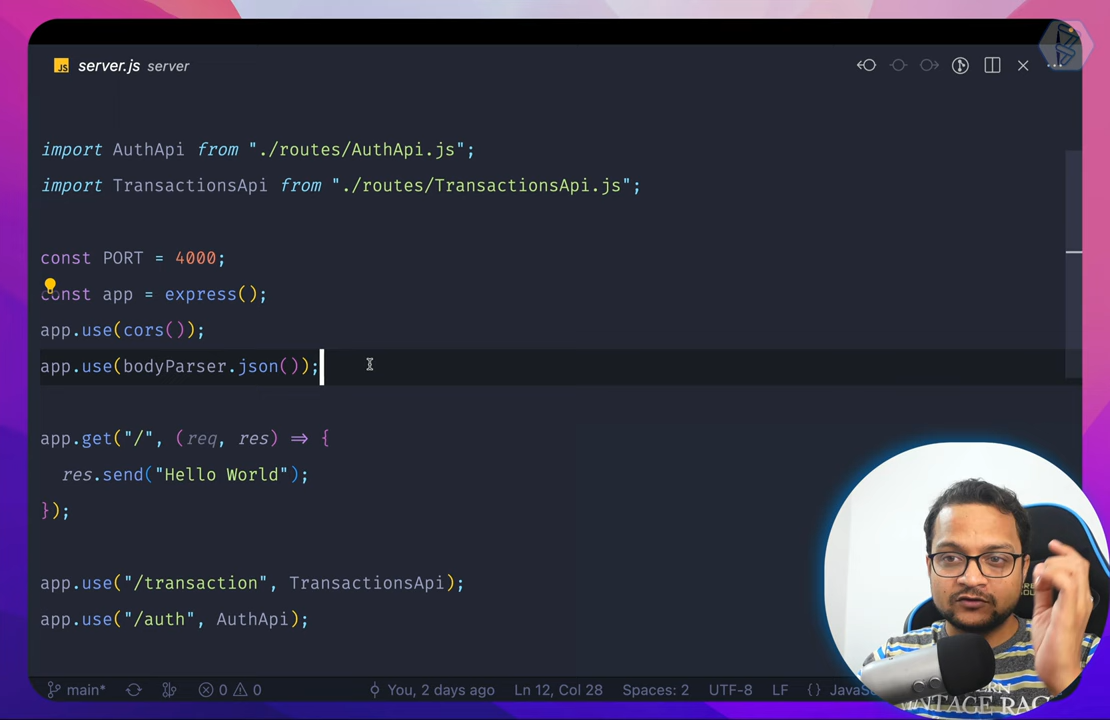 JS server.js server
import AuthApi from "./routes/AuthApi.js";
import TransactionsApi from "./routes/TransactionsApi.js";
const PORT = 4000;
const app = express();
app.use(cors());
app.use(bodyParser.json());
app.get("/", (req, res) ⇒ {
res.send("Hello World");
});
app.use("/transaction", TransactionsApi);
app.use("/auth", AuthApi);
main* 0 0 You, 2 days ago Ln 12, Col 28 Spaces: 2 UTF-8 LF {}
VINTAGE